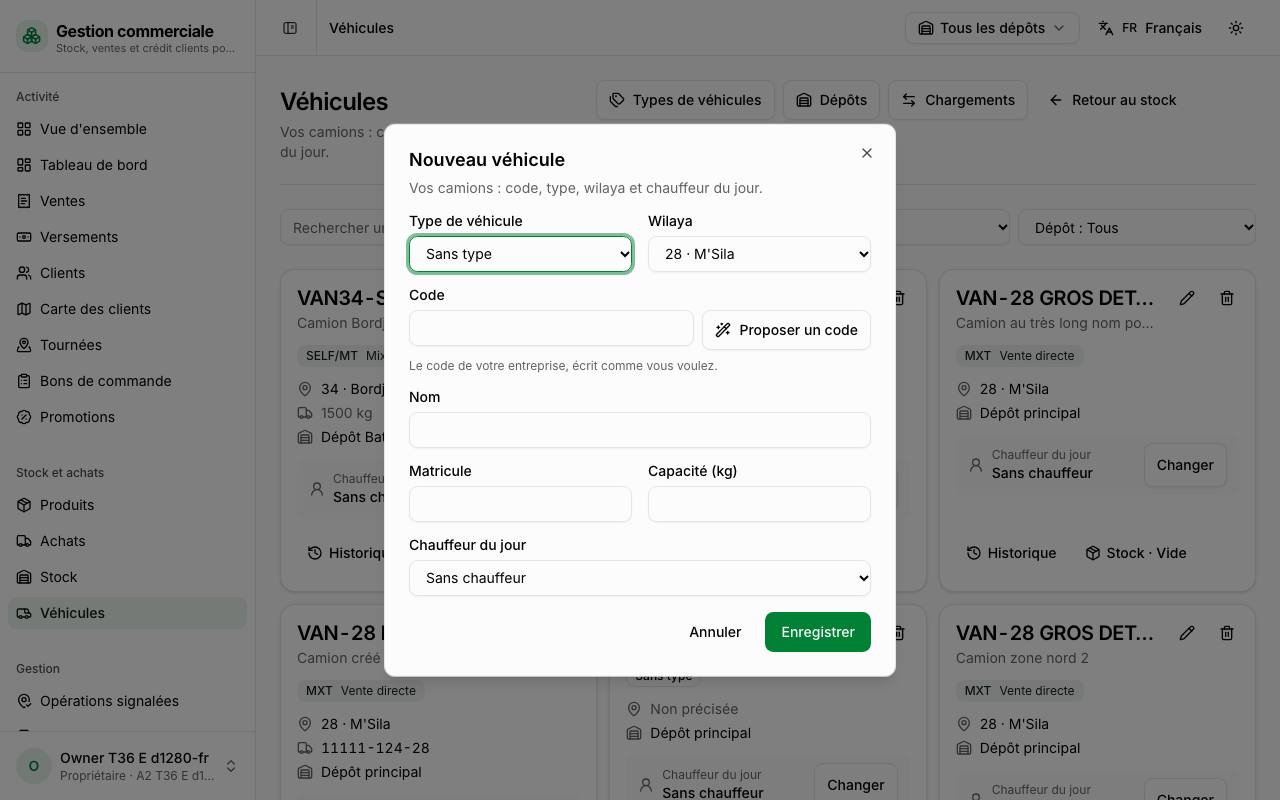 Gestion commerciale
Stock, ventes et crédit clients po...
Activité
Vue d'ensemble
Tableau de bord
Ventes
Versements
Clients
Carte des clients
Tournées
Bons de commande
Promotions
Stock et achats
Produits
Achats
Stock
Véhicules
Gestion
Opérations signalées
O
Owner T36 E d1280-fr
Propriétaire · A2 T36 E d1...
Véhicules
Tous les dépôts
FR Français
Véhicules
Types de véhicules
Dépôts
Chargements
Retour au stock
Vos camions : c
du jour.
Rechercher
Dépôt : Tous
Nouveau véhicule
Vos camions : code, type, wilaya et chauffeur du jour.
Type de véhicule
Wilaya
Sans type
28 · M'Sila
Code
Proposer un code
Le code de votre entreprise, écrit comme vous voulez.
Nom
Matricule
Capacité (kg)
Chauffeur du jour
Sans chauffeur
Annuler
Enregistrer
VAN34-S
Camion Bordj
SELF/MT Mix
34 · Bordj
1500 kg
Dépôt Bat
Chauffeu
Sans ch
Historiqu
VAN-28 GROS DET...
Camion au très long nom po...
MXT Vente directe
28 · M'Sila
Dépôt principal
Chauffeur du jour
Sans chauffeur
Changer
Historique
Stock · Vide
VAN-28
Camion créé
MXT Vente directe
28 · M'Sila
11111-124-28
Dépôt principal
Sans type
Non précisée
Dépôt principal
Chauffeur du jour
Sans chauffeur
Changer
VAN-28 GROS DET...
Camion zone nord 2
MXT Vente directe
28 · M'Sila
Dépôt principal
Chauffeur du jour
Sans chauffeur
Changer